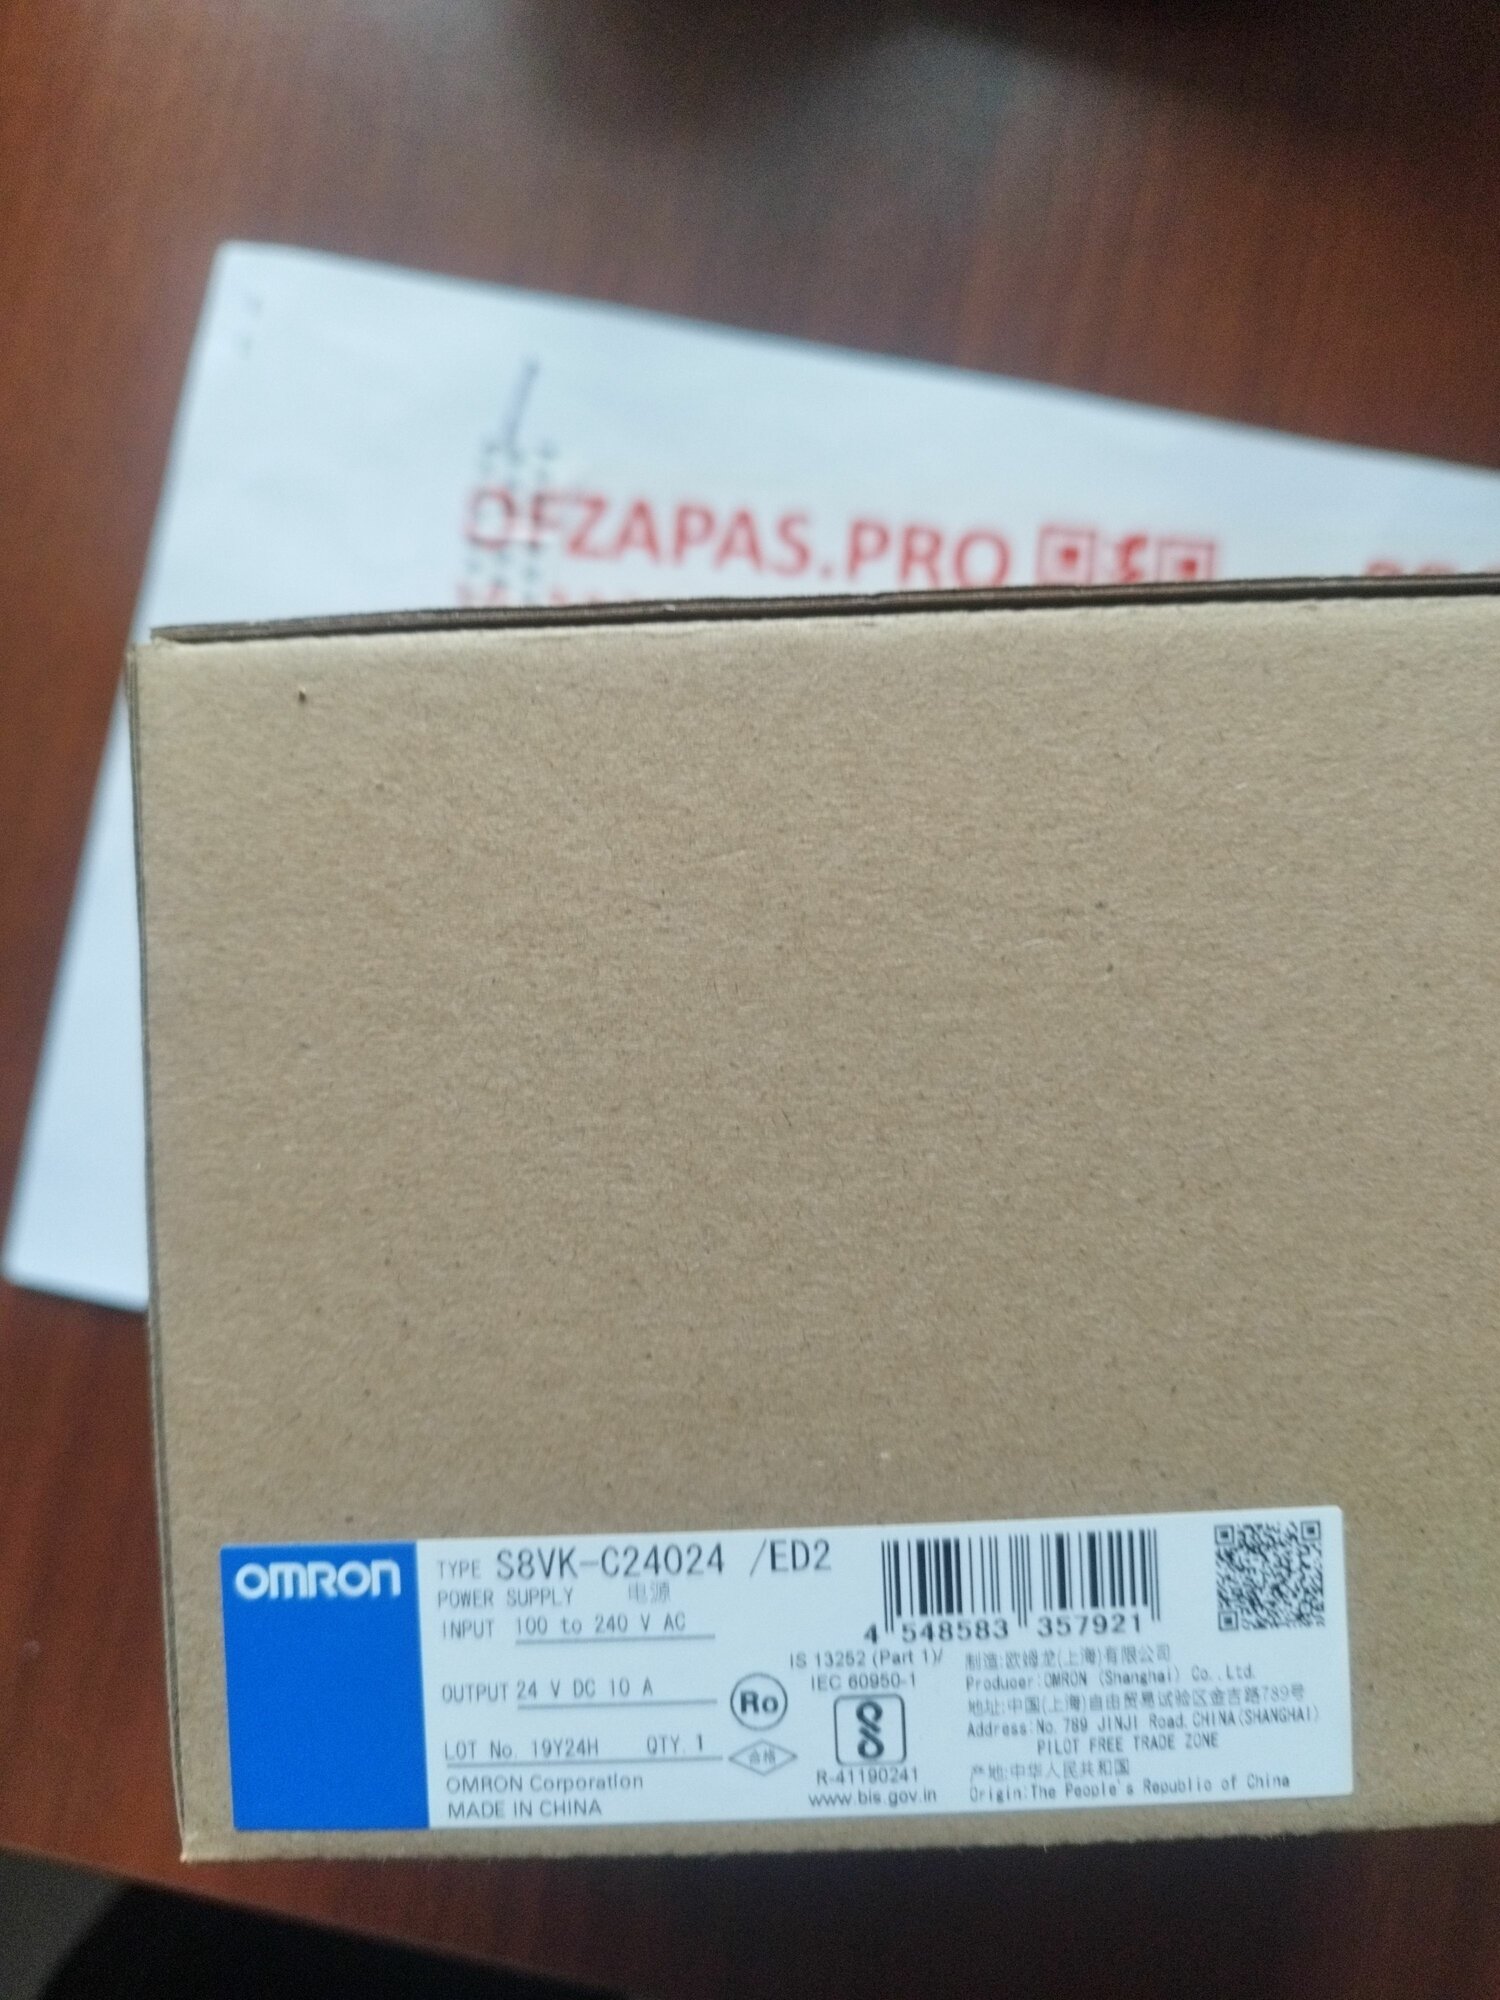 DFZAPAS.PRO
OMRON
TYPE S8VK-C24024 /ED2
POWER SUPPLY 电源
INPUT 100 to 240 V AC
OUTPUT 24 V DC 10 A
LOT No. 19Y24H QTY. 1
OMRON Corporation
MADE IN CHINA
4 548583 357921
IS 13252 (Part 1)/
IEC 60950-1
Ro
合格
R-41190241
www.bis.gov.in
制造:欧姆龙(上海)有限公司
Producer:OMRON (Shanghai) Co.,Ltd.
地址:中国(上海)自由贸易试验区金吉路789号
Address:No.789 JINJI Road,CHINA(SHANGHAI)
PILOT FREE TRADE ZONE
产地:中华人民共和国
Origin:The People's Republic of China